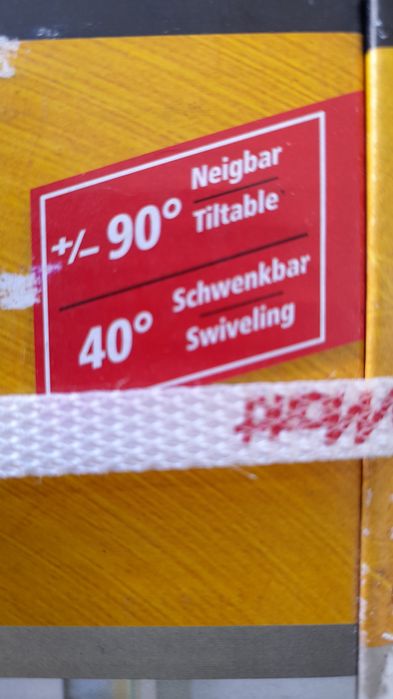 +/– 90° Neigbar
Tiltable
40° Schwenkbar
Swiveling